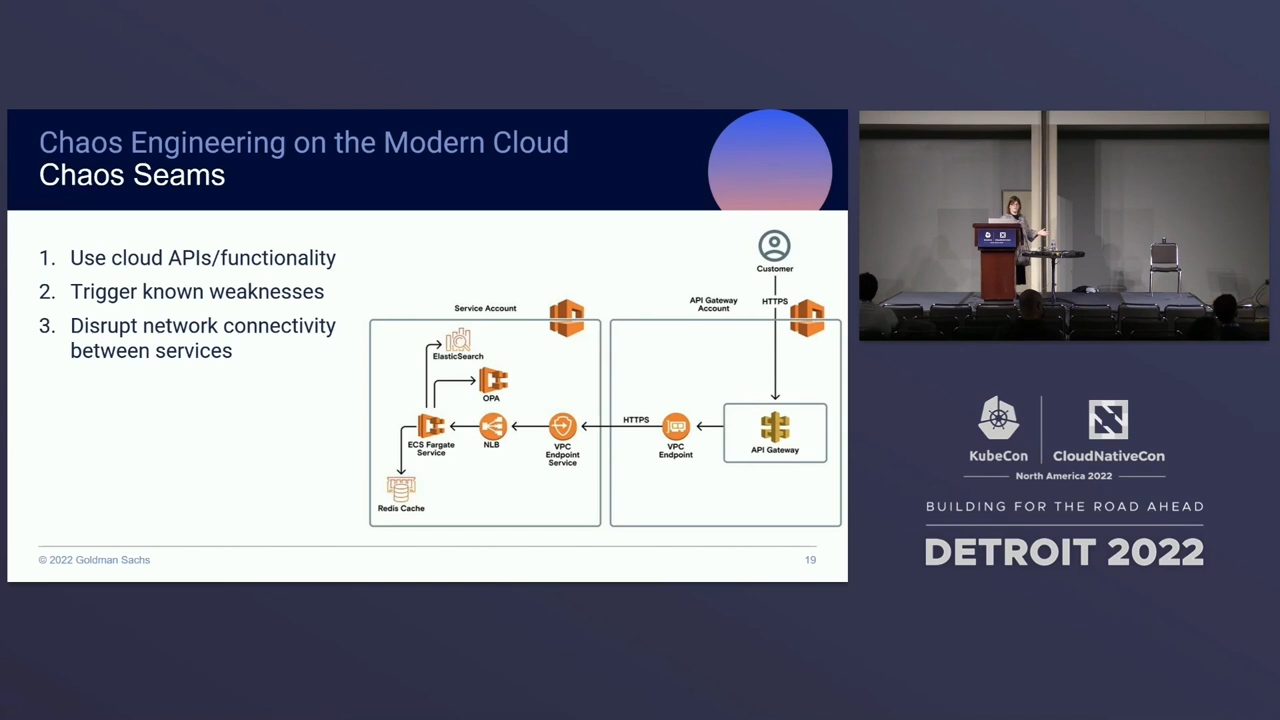 Chaos Engineering on the Modern Cloud
Chaos Seams
1. Use cloud APIs/functionality
2. Trigger known weaknesses
3. Disrupt network connectivity
between services
Customer
HTTPS
API Gateway
Account
Service Account
ElasticSearch
OPA
ECS Fargate
Service
NLB
VPC
Endpoint
Service
HTTPS
VPC
Endpoint
API Gateway
Redis Cache
© 2022 Goldman Sachs
19
KubeCon
CloudNativeCon
North America 2022
BUILDING FOR THE ROAD AHEAD
DETROIT 2022